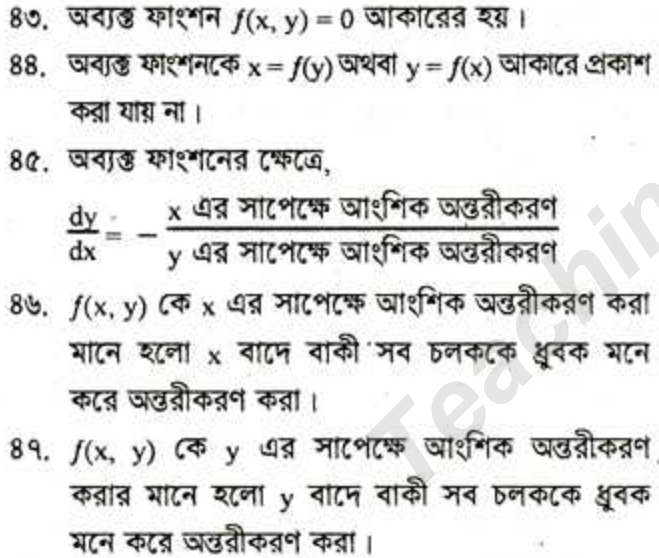 ৪৩. অব্যক্ত ফাংশন f(x, y) = 0 আকারের হয়।
৪৪. অব্যক্ত ফাংশনকে x = f(y) অথবা y = f(x) আকারে প্রকাশ
করা যায় না।
৪৫. অব্যক্ত ফাংশনের ক্ষেত্রে,
dy/dx = − x এর সাপেক্ষে আংশিক অন্তরীকরণ / y এর সাপেক্ষে আংশিক অন্তরীকরণ
৪৬. f(x, y) কে x এর সাপেক্ষে আংশিক অন্তরীকরণ করা
মানে হলো x বাদে বাকী সব চলককে ধ্রুবক মনে
করে অন্তরীকরণ করা।
৪৭. f(x, y) কে y এর সাপেক্ষে আংশিক অন্তরীকরণ
করার মানে হলো y বাদে বাকী সব চলককে ধ্রুবক
মনে করে অন্তরীকরণ করা।
Teachin